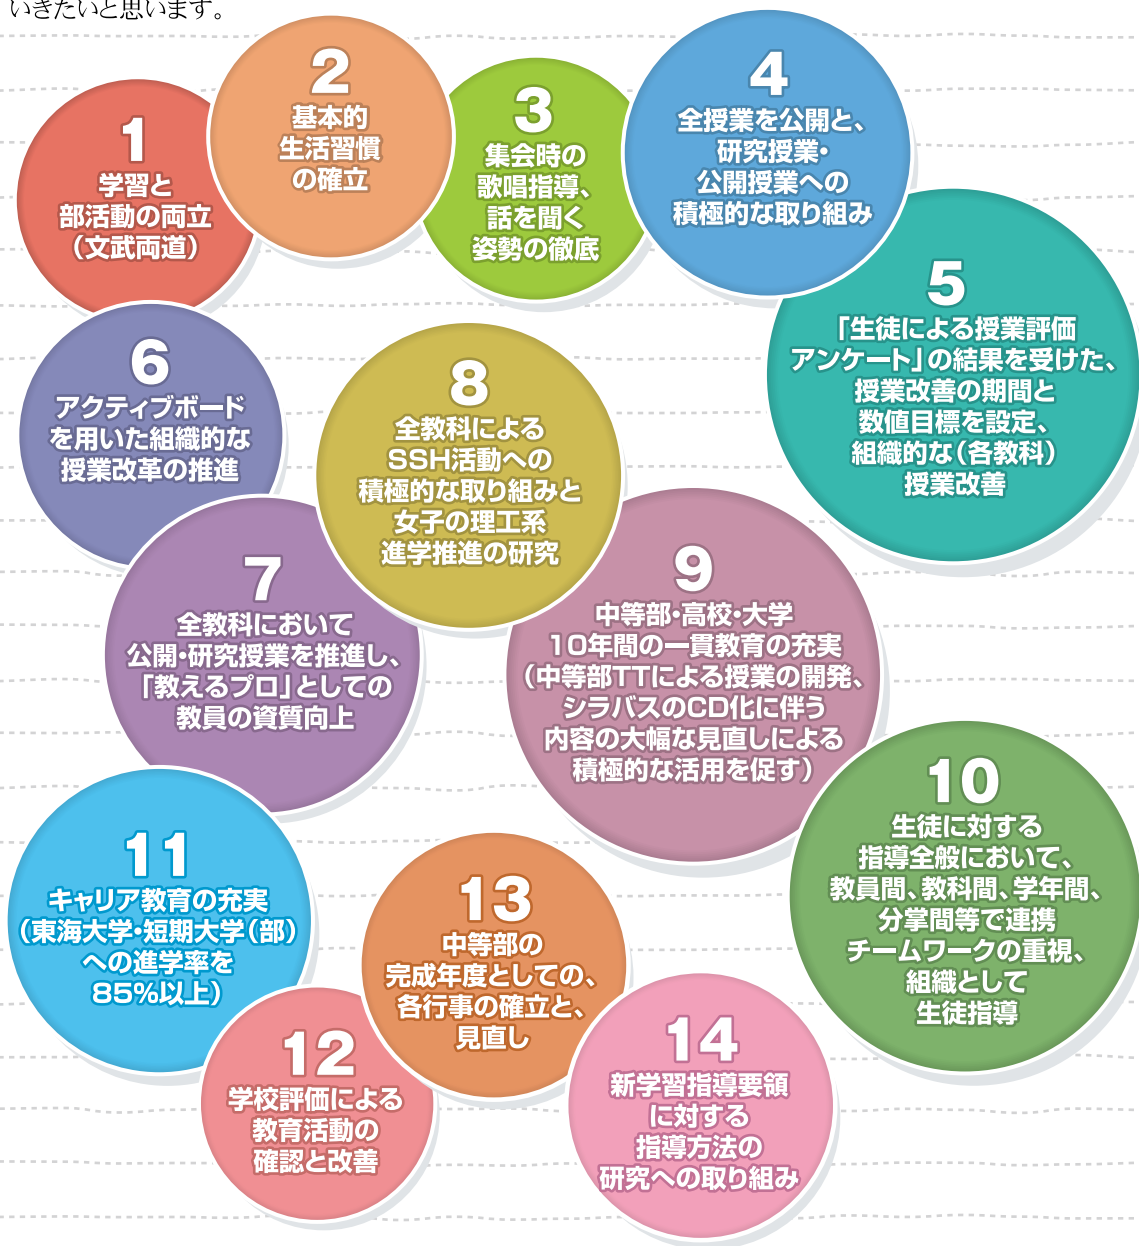 いきたいと思います。
1
学習と
部活動の両立
（文武両道）
2
基本的
生活習慣
の確立
3
集会時の
歌唱指導、
話を聞く
姿勢の徹底
4
全授業を公開と、
研究授業・
公開授業への
積極的な取り組み
5
「生徒による授業評価
アンケート」の結果を受けた、
授業改善の期間と
数値目標を設定、
組織的な（各教科）
授業改善
6
アクティブボード
を用いた組織的な
授業改革の推進
7
全教科において
公開・研究授業を推進し、
「教えるプロ」としての
教員の資質向上
8
全教科による
SSH活動への
積極的な取り組みと
女子の理工系
進学推進の研究
9
中等部・高校・大学
10年間の一貫教育の充実
（中等部TTによる授業の開発、
シラバスのCD化に伴う
内容の大幅な見直しによる
積極的な活用を促す）
10
生徒に対する
指導全般において、
教員間、教科間、学年間、
分掌間等で連携
チームワークの重視、
組織として
生徒指導
11
キャリア教育の充実
（東海大学・短期大学（部）
への進学率を
85%以上）
12
学校評価による
教育活動の
確認と改善
13
中等部の
完成年度としての、
各行事の確立と、
見直し
14
新学習指導要領
に対する
指導方法の
研究への取り組み